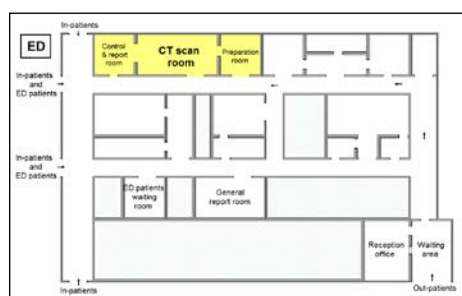 In-patients
ED
Control
& report
room
CT scan
room
Preparation
room
In-patients
and
ED patients
In-patients
and
ED patients
ED patients
waiting
room
General
report room
Reception
office
Waiting
area
In-patients
Out-patients